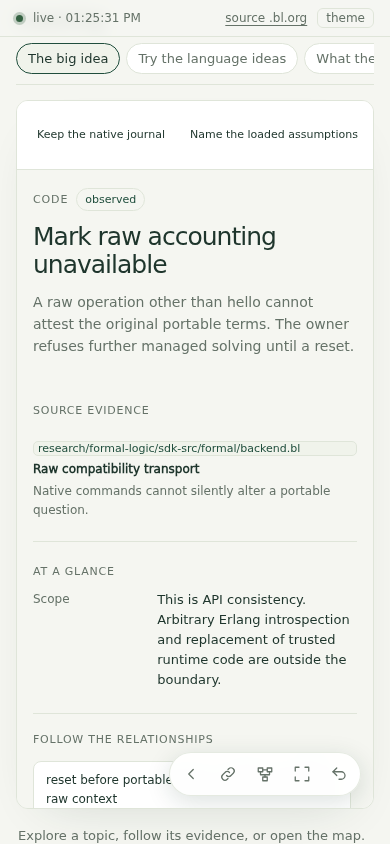 live · 01:25:31 PM
source .bl.org
theme
The big idea
Try the language ideas
What the
Keep the native journal
Name the loaded assumptions
CODE
observed
Mark raw accounting
unavailable
A raw operation other than hello cannot
attest the original portable terms. The owner
refuses further managed solving until a reset.
SOURCE EVIDENCE
research/formal-logic/sdk-src/formal/backend.bl
Raw compatibility transport
Native commands cannot silently alter a portable
question.
AT A GLANCE
Scope
This is API consistency.
Arbitrary Erlang introspection
and replacement of trusted
runtime code are outside the
boundary.
FOLLOW THE RELATIONSHIPS
reset before portable
raw context
Explore a topic, follow its evidence, or open the map.